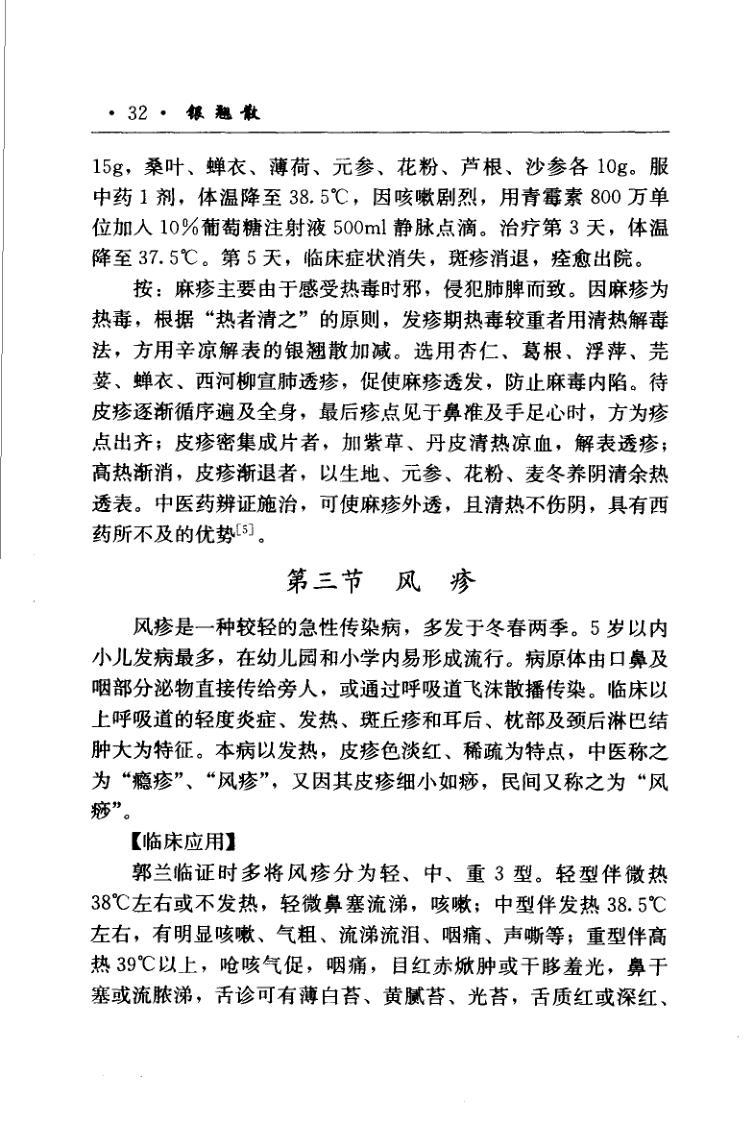 · 32 · 银翘散
15g，桑叶、蝉衣、薄荷、元参、花粉、芦根、沙参各 10g。服
中药 1 剂，体温降至 38.5℃，因咳嗽剧烈，用青霉素 800 万单
位加入 10%葡萄糖注射液 500ml 静脉点滴。治疗第 3 天，体温
降至 37.5℃。第 5 天，临床症状消失，斑疹消退，痊愈出院。
按：麻疹主要由于感受热毒时邪，侵犯肺脾而致。因麻疹为
热毒，根据“热者清之”的原则，发疹期热毒较重者用清热解毒
法，方用辛凉解表的银翘散加减。选用杏仁、葛根、浮萍、芫
荽、蝉衣、西河柳宣肺透疹，促使麻疹透发，防止麻毒内陷。待
皮疹逐渐循序遍及全身，最后疹点见于鼻准及手足心时，方为疹
点出齐；皮疹密集成片者，加紫草、丹皮清热凉血，解表透疹；
高热渐消，皮疹渐退者，以生地、元参、花粉、麦冬养阴清余热
透表。中医药辨证施治，可使麻疹外透，且清热不伤阴，具有西
药所不及的优势[5]。
第三节 风 疹
风疹是一种较轻的急性传染病，多发于冬春两季。5 岁以内
小儿发病最多，在幼儿园和小学内易形成流行。病原体由口鼻及
咽部分泌物直接传给旁人，或通过呼吸道飞沫散播传染。临床以
上呼吸道的轻度炎症、发热、斑丘疹和耳后、枕部及颈后淋巴结
肿大为特征。本病以发热，皮疹色淡红、稀疏为特点，中医称之
为“瘾疹”、“风疹”，又因其皮疹细小如痧，民间又称之为“风
痧”。
【临床应用】
郭兰临证时多将风疹分为轻、中、重 3 型。轻型伴微热
38℃左右或不发热，轻微鼻塞流涕，咳嗽；中型伴发热 38.5℃
左右，有明显咳嗽、气粗、流涕流泪、咽痛、声嘶等；重型伴高
热 39℃以上，呛咳气促，咽痛，目红赤焮肿或干眵羞光，鼻干
塞或流脓涕，舌诊可有薄白苔、黄腻苔、光苔，舌质红或深红、